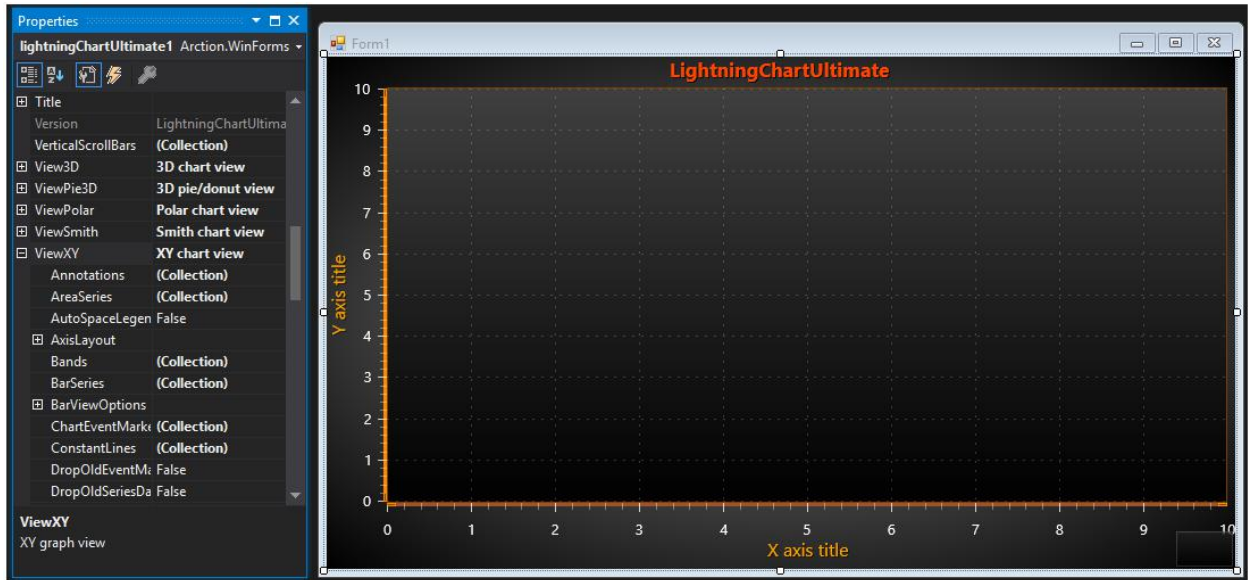 Properties
lightningChartUltimate1 Arction.WinForms
Title
Version LightningChartUltima
VerticalScrollBars (Collection)
View3D 3D chart view
ViewPie3D 3D pie/donut view
ViewPolar Polar chart view
ViewSmith Smith chart view
ViewXY XY chart view
Annotations (Collection)
AreaSeries (Collection)
AutoSpaceLegen False
AxisLayout
Bands (Collection)
BarSeries (Collection)
BarViewOptions
ChartEventMarke (Collection)
ConstantLines (Collection)
DropOldEventMa False
DropOldSeriesDa False
ViewXY
XY graph view
Form1
LightningChartUltimate
10
9
8
7
6
5
4
3
2
1
0
Y axis title
0 1 2 3 4 5 6 7 8 9 10
X axis title